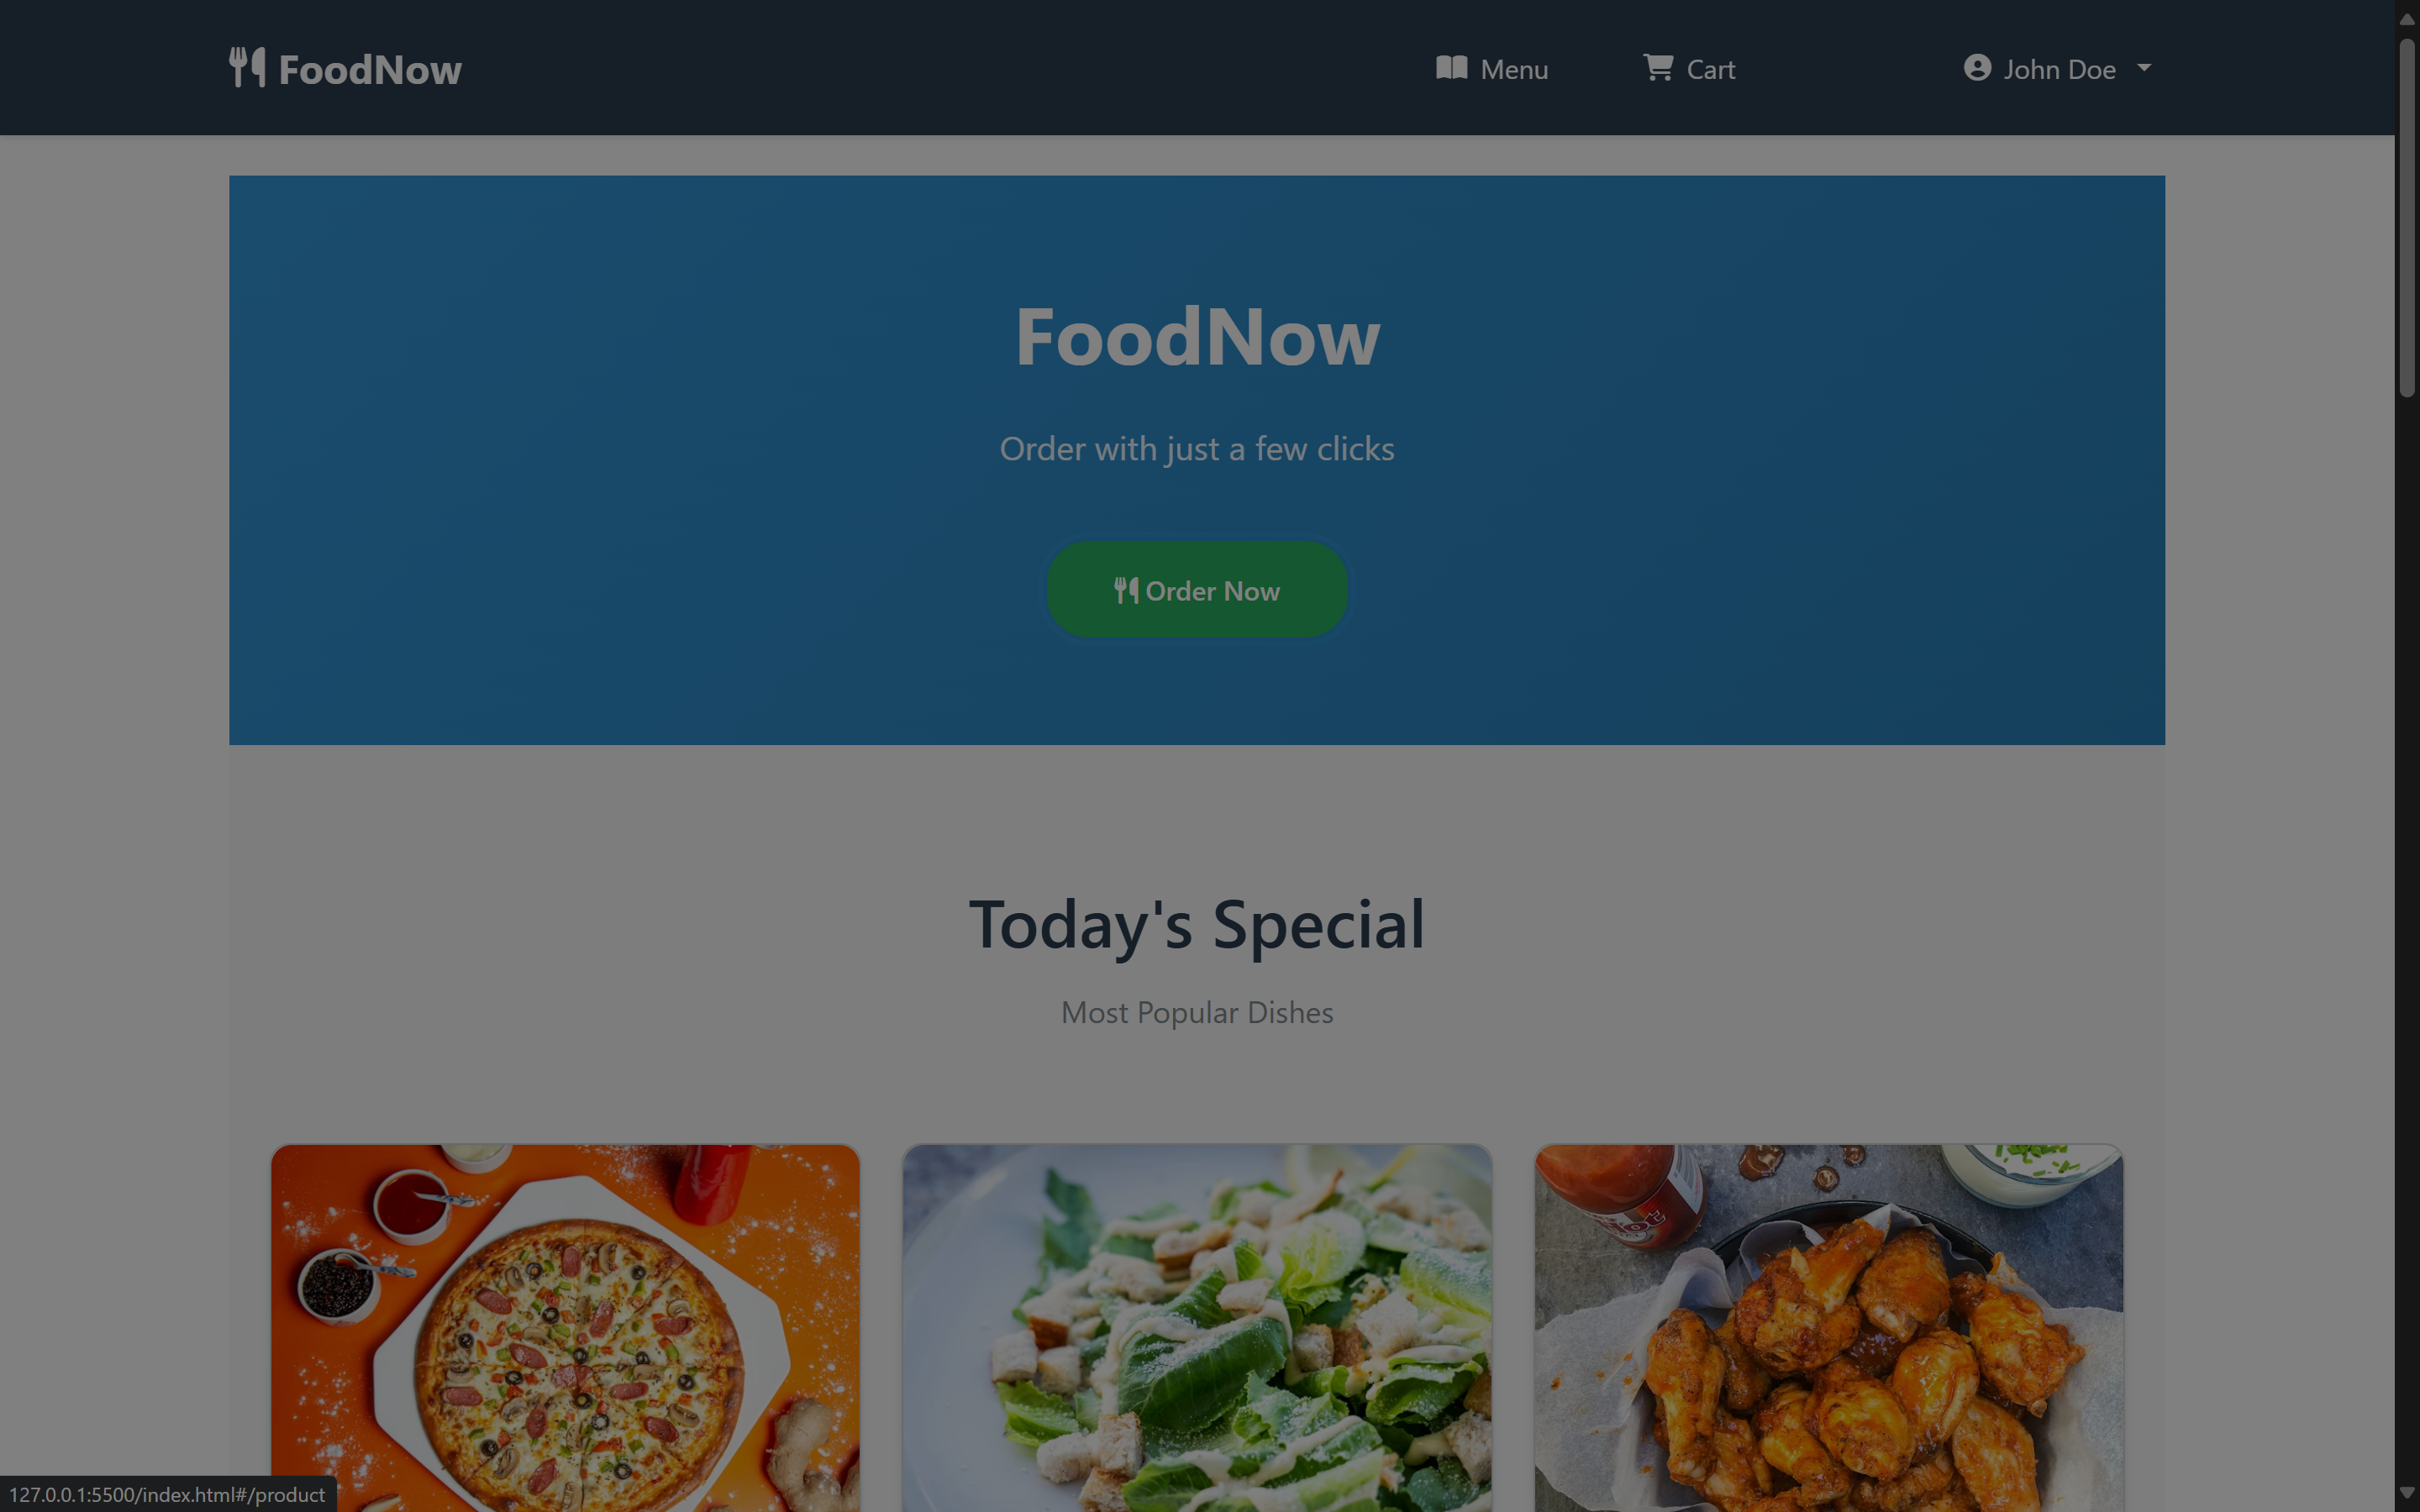 FoodNow
Menu
Cart
John Doe
FoodNow
Order with just a few clicks
Order Now
Today's Special
Most Popular Dishes
127.0.0.1:5500/index.html#/product